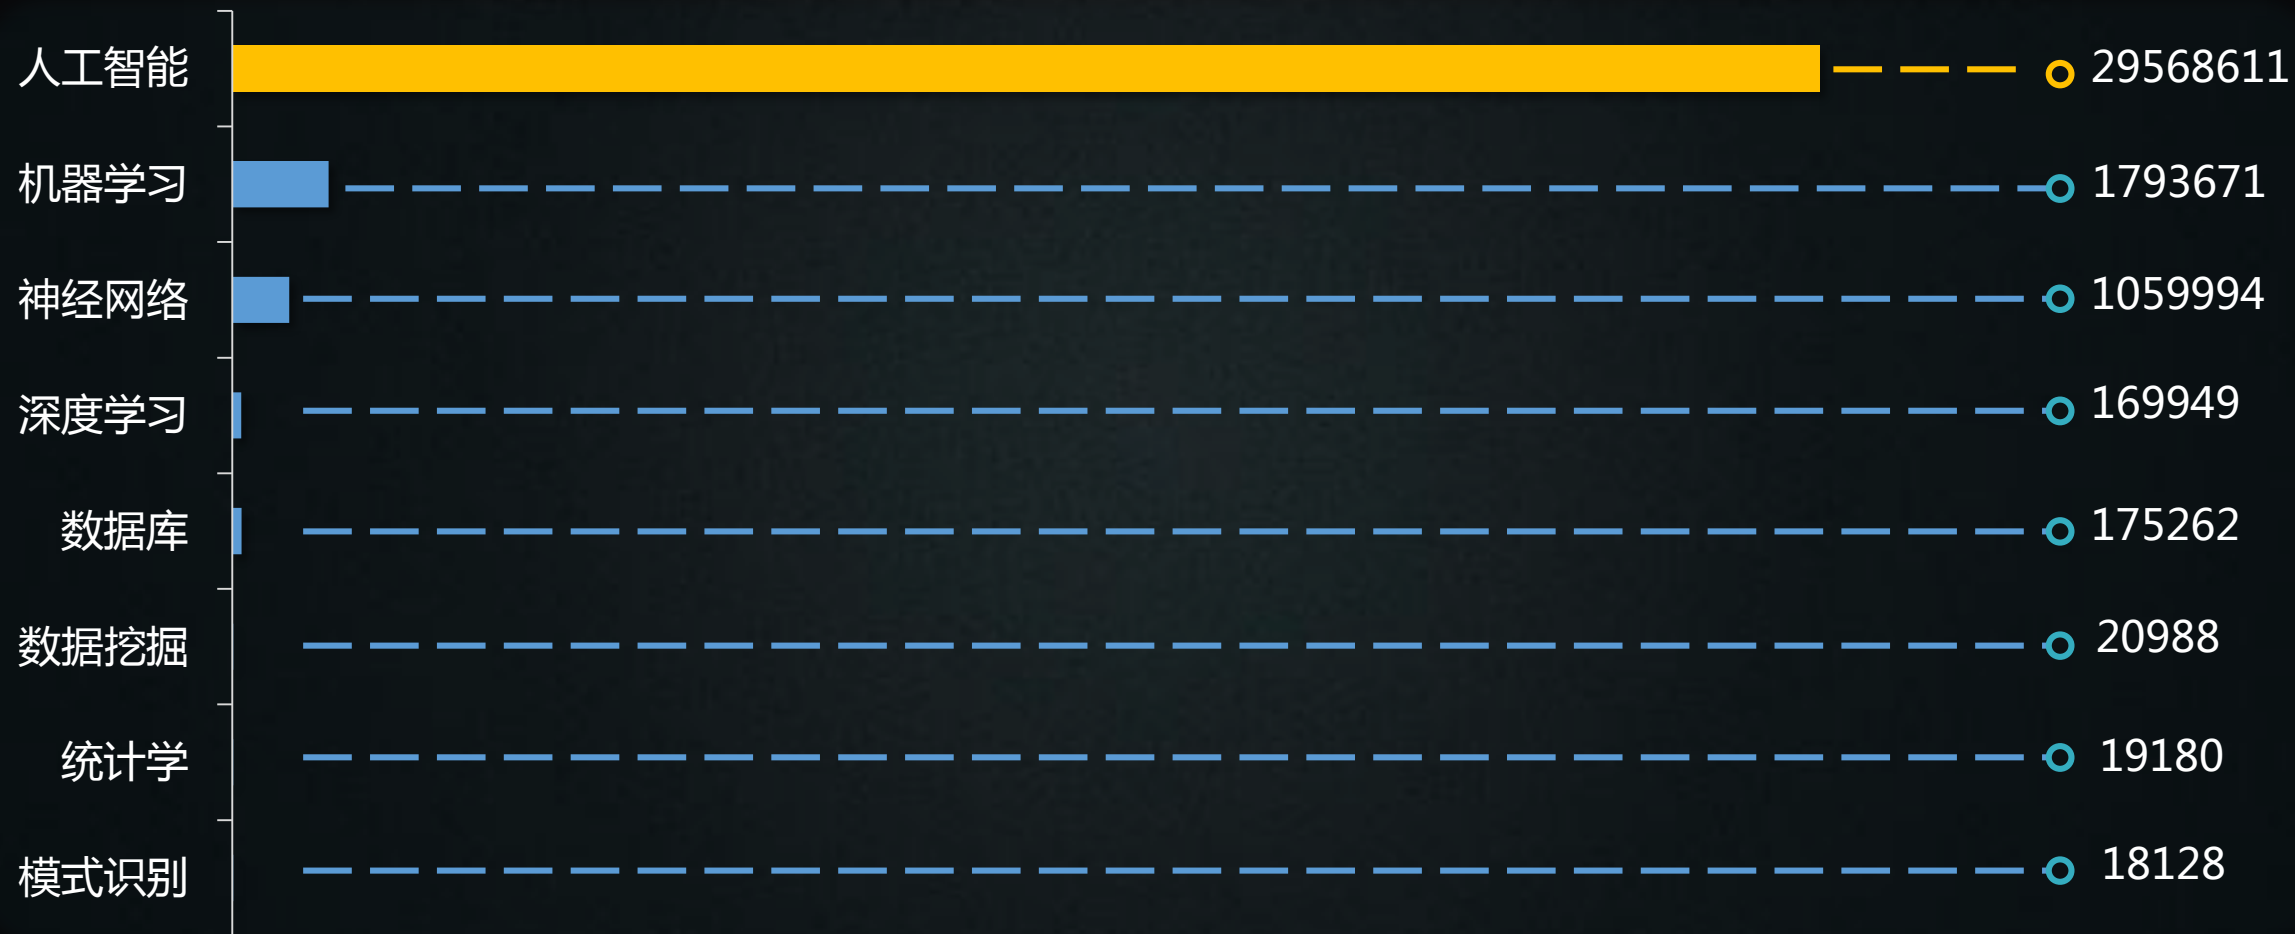 人工智能 29568611
机器学习 1793671
神经网络 1059994
深度学习 169949
数据库 175262
数据挖掘 20988
统计学 19180
模式识别 18128